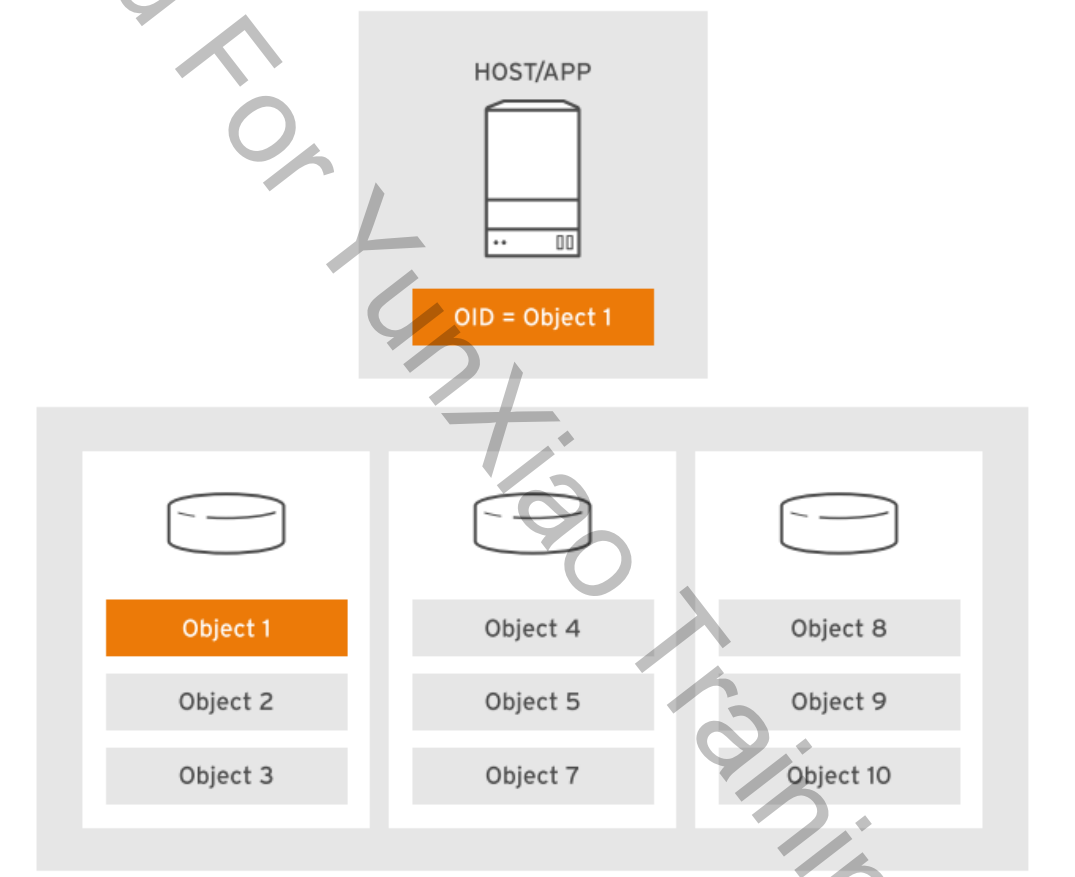 HOST/APP
OID = Object 1
Object 1
Object 2
Object 3
Object 4
Object 5
Object 7
Object 8
Object 9
Object 10
For YunXiao Training